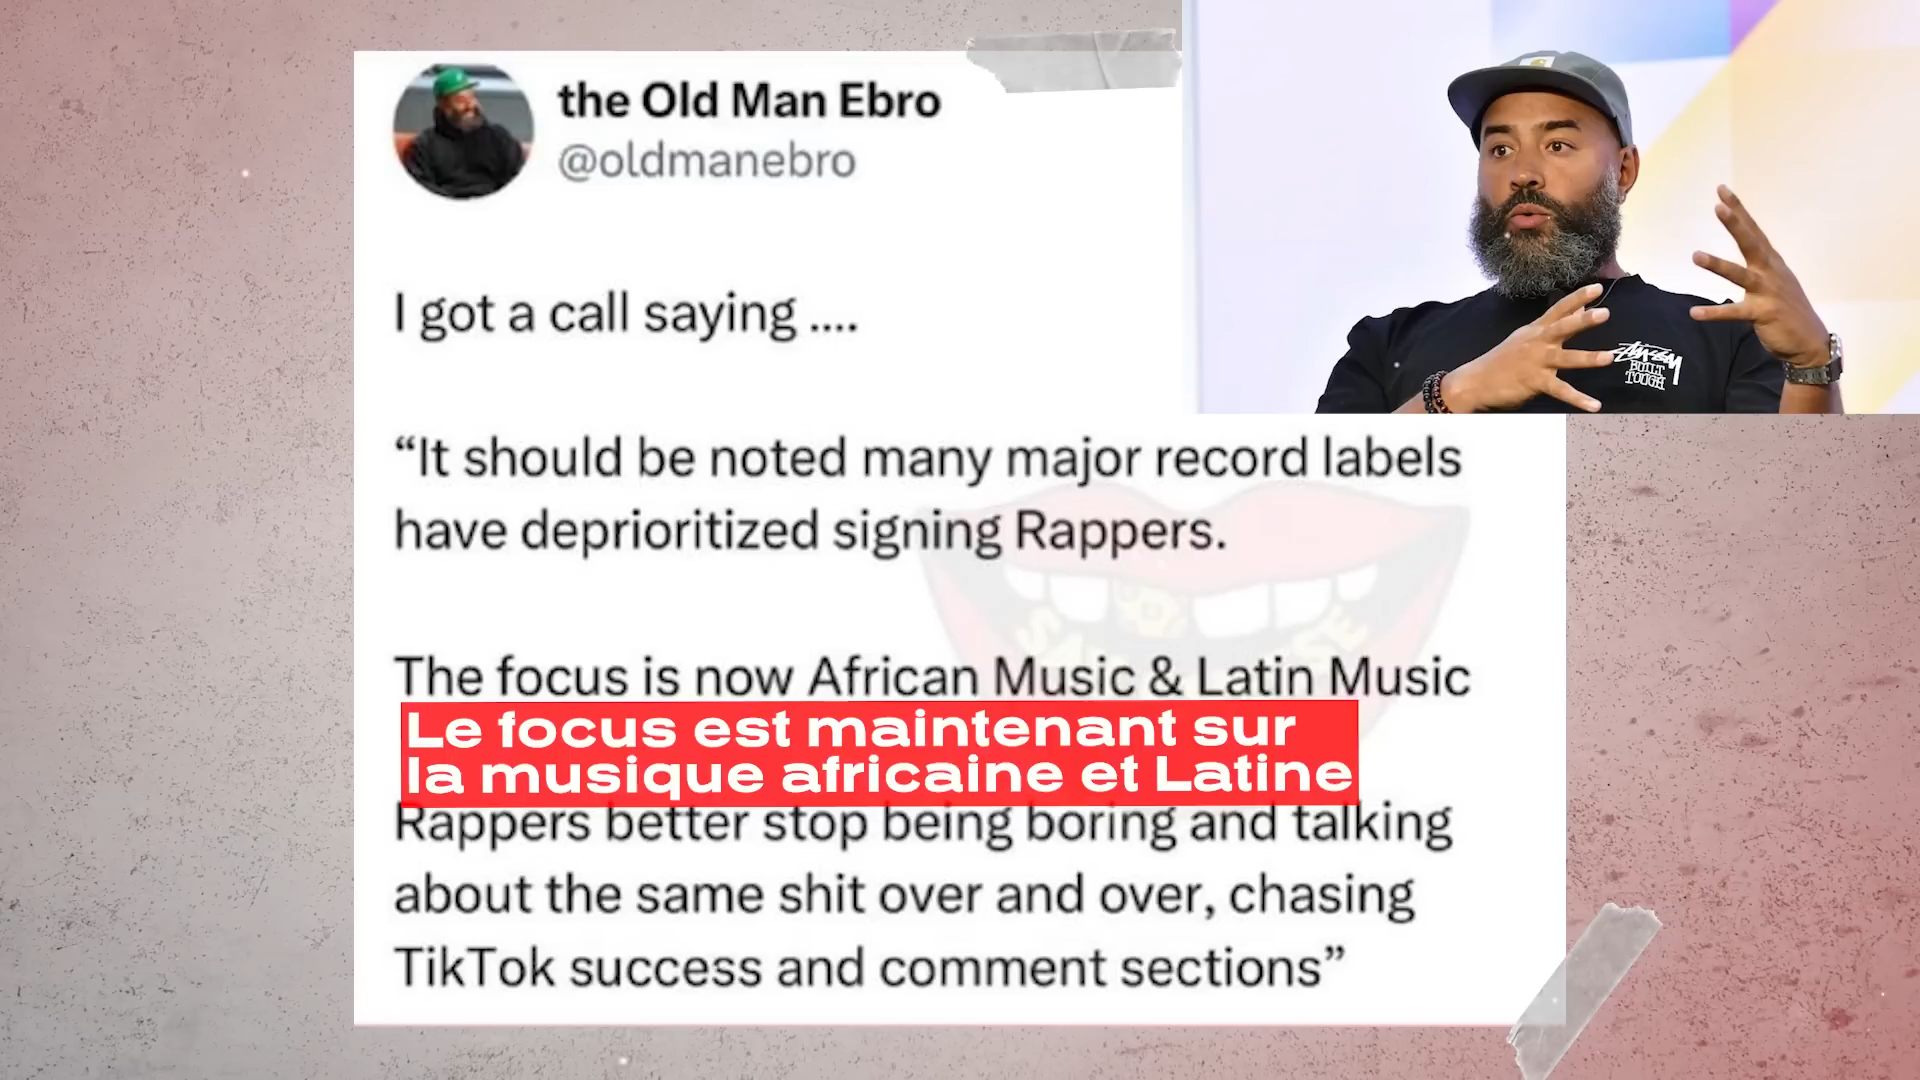 the Old Man Ebro
@oldmanebro
I got a call saying ....
“It should be noted many major record labels
have deprioritized signing Rappers.
The focus is now African Music & Latin Music
Le focus est maintenant sur
la musique africaine et Latine
Rappers better stop being boring and talking
about the same shit over and over, chasing
TikTok success and comment sections”
STUSSY
BUILT
TOUGH